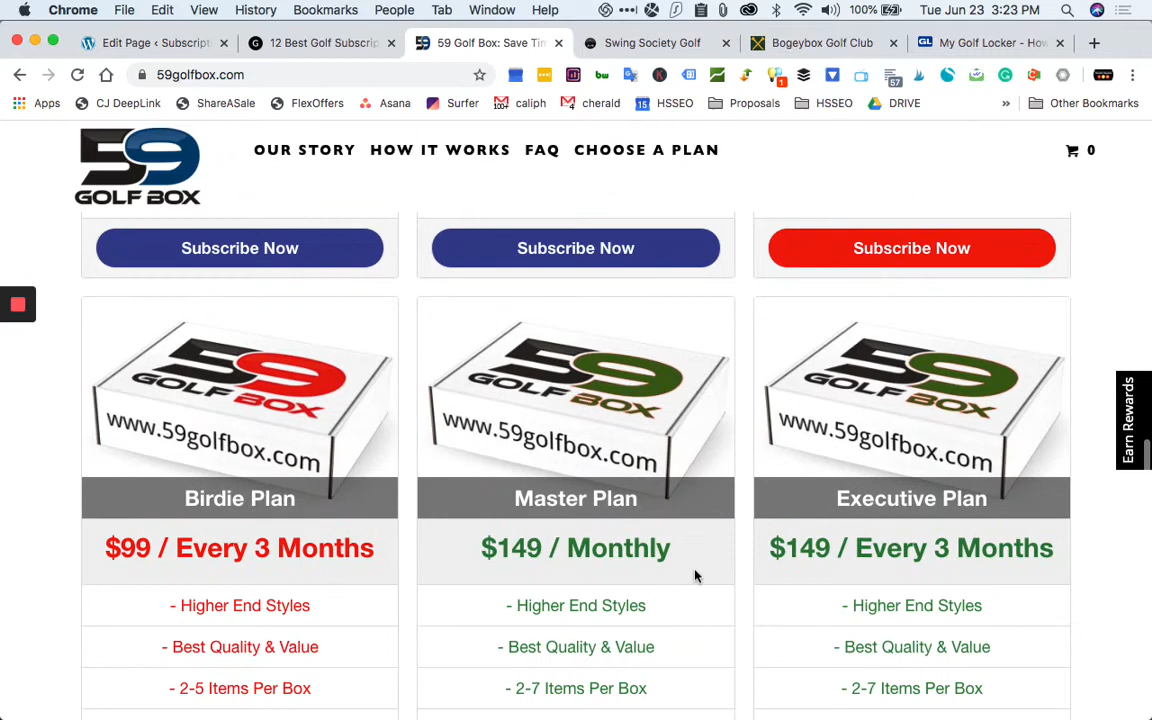 Chrome File Edit View History Bookmarks People Tab Window Help 100% Tue Jun 23 3:23 PM
Edit Page ‹ Subscript 12 Best Golf Subscrip 59 Golf Box: Save Tim Swing Society Golf Bogeybox Golf Club My Golf Locker - How
59golfbox.com
Apps CJ DeepLink ShareASale FlexOffers Asana Surfer caliph cherald HSSEO Proposals HSSEO DRIVE » Other Bookmarks
59
GOLF BOX
OUR STORY HOW IT WORKS FAQ CHOOSE A PLAN 0
Subscribe Now Subscribe Now Subscribe Now
59 GOLF BOX
www.59golfbox.com
59 GOLF BOX
www.59golfbox.com
59 GOLF BOX
www.59golfbox.com
Earn Rewards
Birdie Plan Master Plan Executive Plan
$99 / Every 3 Months $149 / Monthly $149 / Every 3 Months
- Higher End Styles - Higher End Styles - Higher End Styles
- Best Quality & Value - Best Quality & Value - Best Quality & Value
- 2-5 Items Per Box - 2-7 Items Per Box - 2-7 Items Per Box